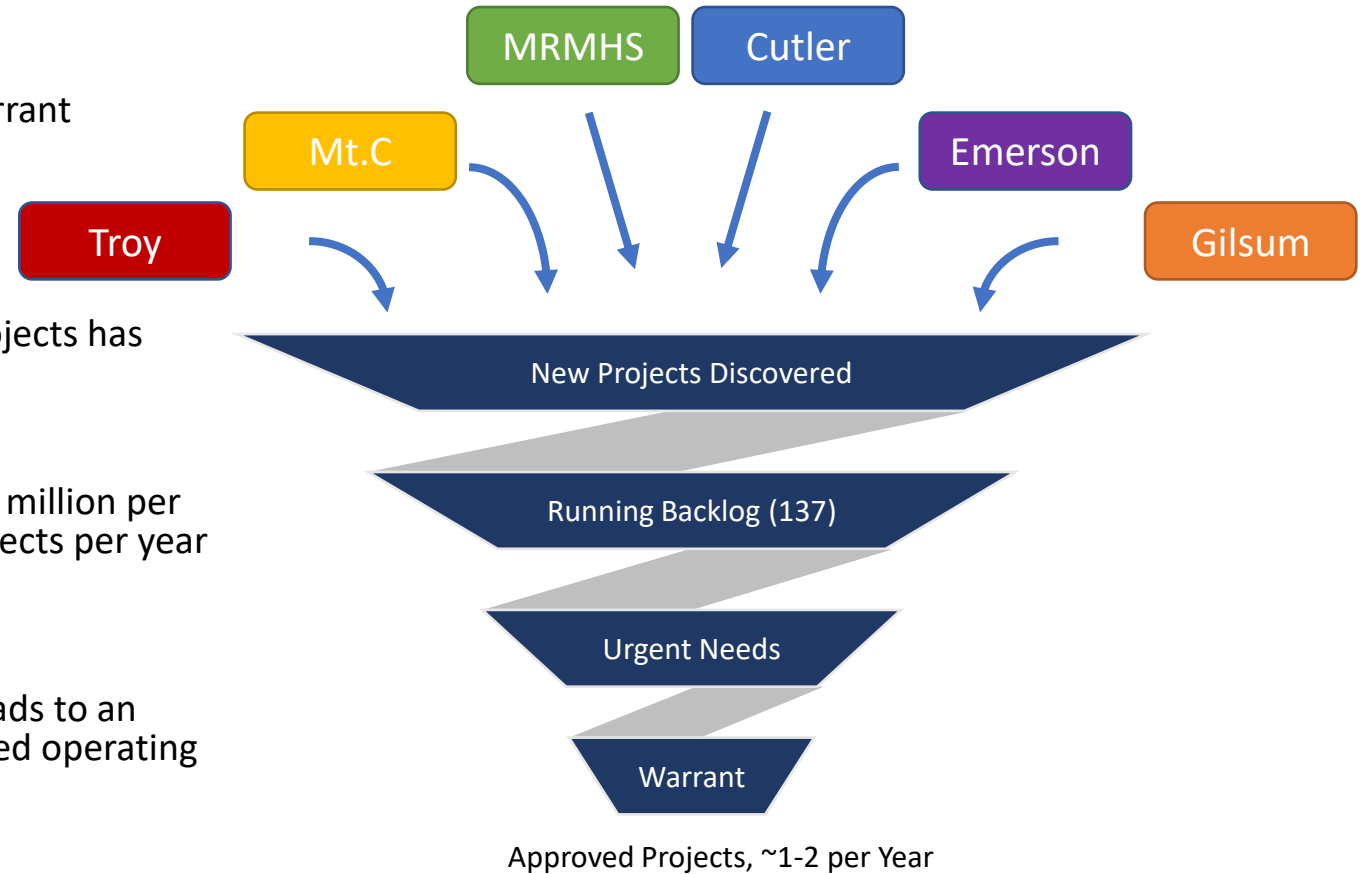 MRMHS
Cutler
rrant
Mt.C
Emerson
Troy
Gilsum
ojects has
New Projects Discovered
million per
jects per year
Running Backlog (137)
Urgent Needs
ads to an
ed operating
Warrant
Approved Projects, ~1-2 per Year